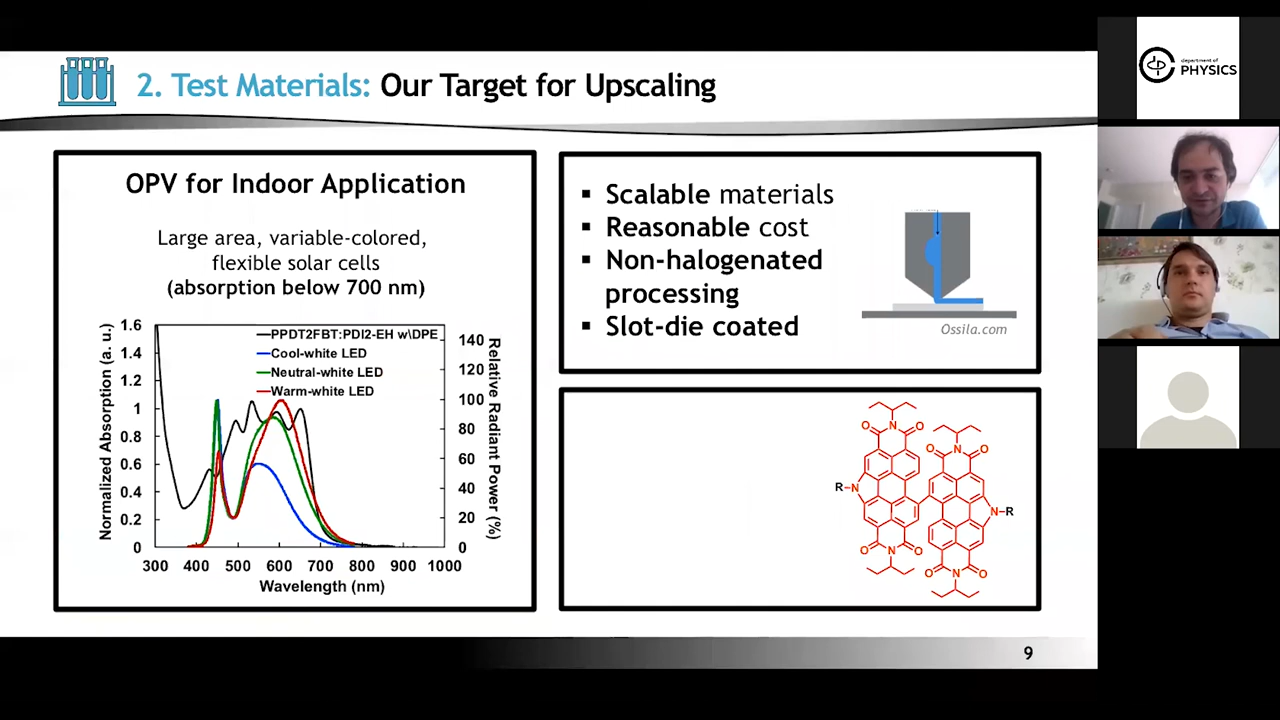 2. Test Materials: Our Target for Upscaling
OPV for Indoor Application
Large area, variable-colored,
flexible solar cells
(absorption below 700 nm)
Normalized Absorption (a. u.)
1.6
1.4
1.2
1
0.8
0.6
0.4
0.2
0
PPDT2FBT:PDI2-EH w\DPE
Cool-white LED
Neutral-white LED
Warm-white LED
140
120
100
80
60
40
20
0
Relative Radiant Power (%)
300 400 500 600 700 800 900 1000
Wavelength (nm)
▪ Scalable materials
▪ Reasonable cost
▪ Non-halogenated
processing
▪ Slot-die coated
Ossila.com
O N O
O N O
R-N
N-R
O N O
O N O
9
department of
PHYSICS